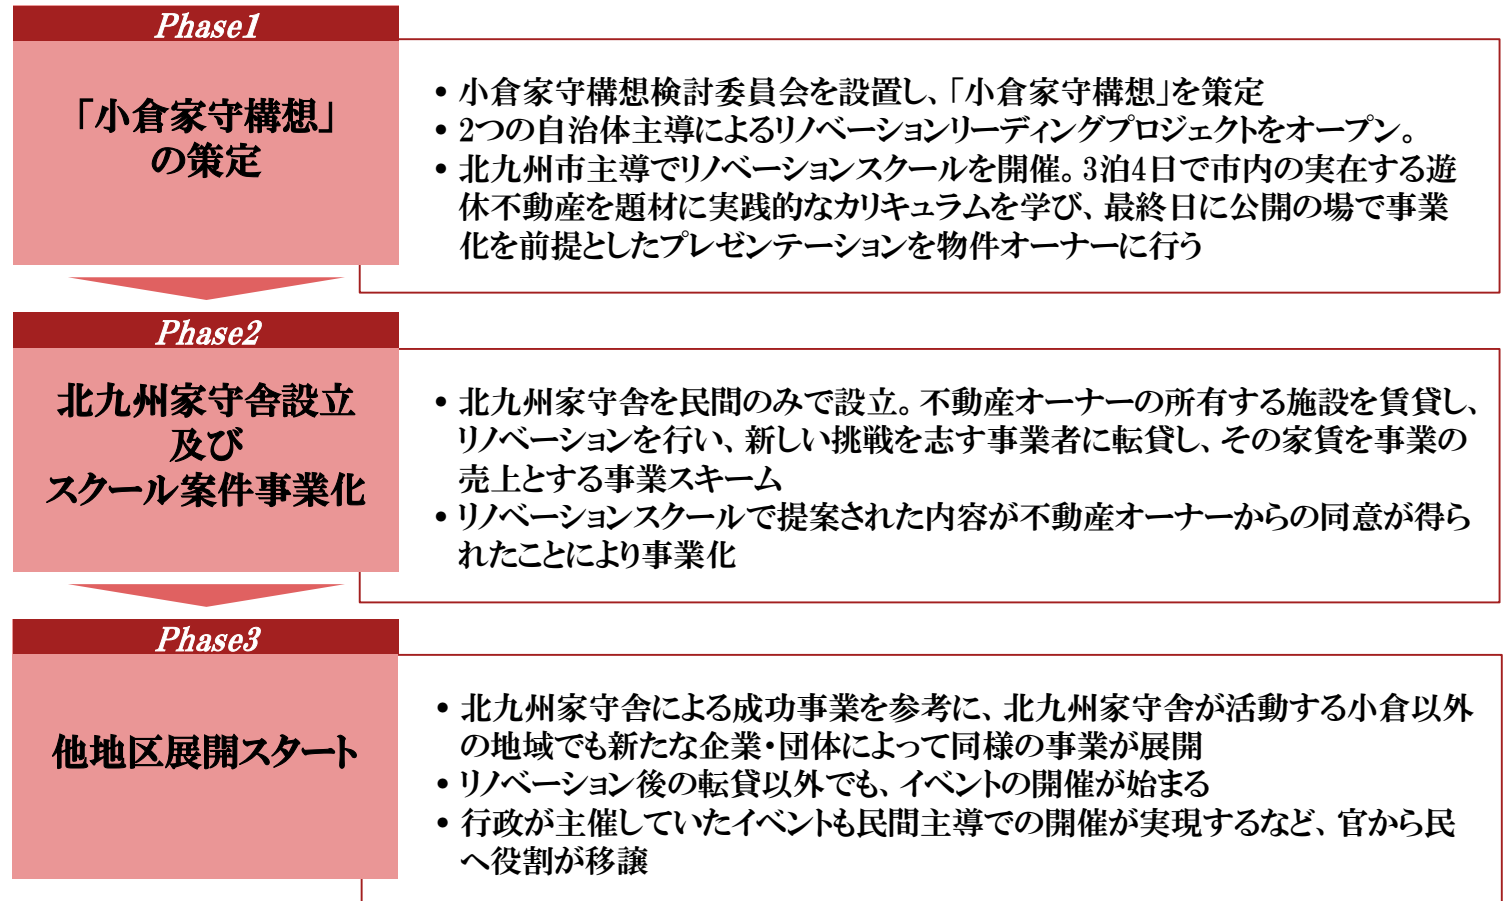 Phase1
「小倉家守構想」
の策定
• 小倉家守構想検討委員会を設置し、「小倉家守構想」を策定
• 2つの自治体主導によるリノベーションリーディングプロジェクトをオープン。
• 北九州市主導でリノベーションスクールを開催。3泊4日で市内の実在する遊
休不動産を題材に実践的なカリキュラムを学び、最終日に公開の場で事業
化を前提としたプレゼンテーションを物件オーナーに行う
Phase2
北九州家守舎設立
及び
スクール案件事業化
• 北九州家守舎を民間のみで設立。不動産オーナーの所有する施設を賃貸し、
リノベーションを行い、新しい挑戦を志す事業者に転貸し、その家賃を事業の
売上とする事業スキーム
• リノベーションスクールで提案された内容が不動産オーナーからの同意が得ら
れたことにより事業化
Phase3
他地区展開スタート
• 北九州家守舎による成功事業を参考に、北九州家守舎が活動する小倉以外
の地域でも新たな企業・団体によって同様の事業が展開
• リノベーション後の転貸以外でも、イベントの開催が始まる
• 行政が主催していたイベントも民間主導での開催が実現するなど、官から民
へ役割が移譲